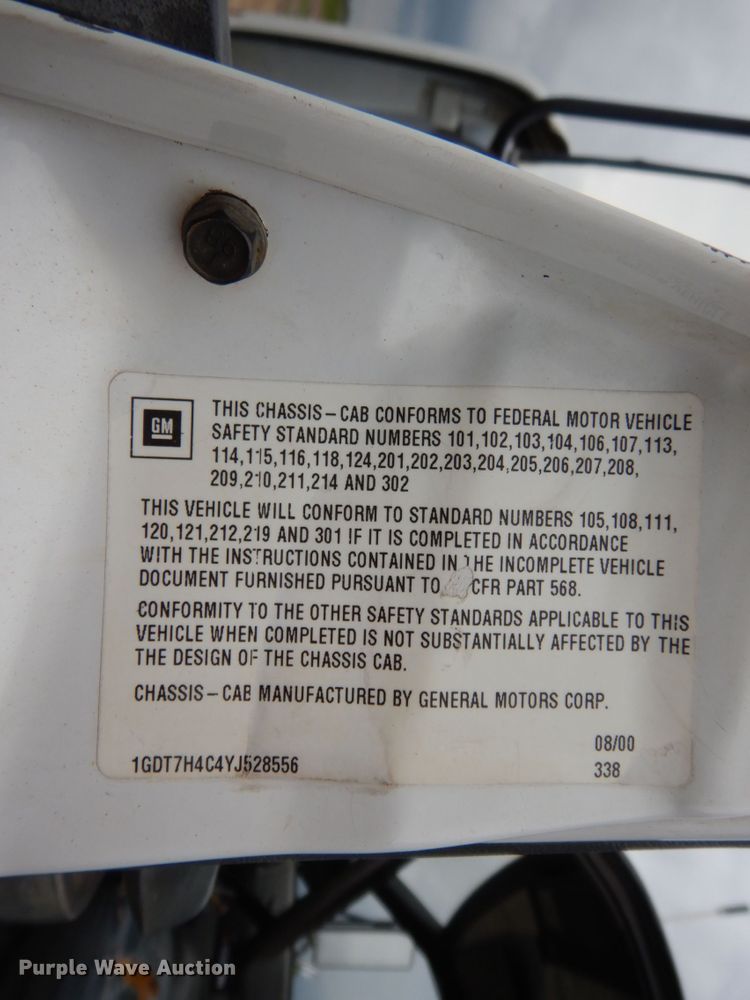 GM
THIS CHASSIS-CAB CONFORMS TO FEDERAL MOTOR VEHICLE
SAFETY STANDARD NUMBERS 101,102,103,104,106,107,113,
114,115,116,118,124,201,202,203,204,205,206,207,208,
209,210,211,214 AND 302
THIS VEHICLE WILL CONFORM TO STANDARD NUMBERS 105,108,111,
120,121,212,219 AND 301 IF IT IS COMPLETED IN ACCORDANCE
WITH THE INSTRUCTIONS CONTAINED IN THE INCOMPLETE VEHICLE
DOCUMENT FURNISHED PURSUANT TO CFR PART 568.
CONFORMITY TO THE OTHER SAFETY STANDARDS APPLICABLE TO THIS
VEHICLE WHEN COMPLETED IS NOT SUBSTANTIALLY AFFECTED BY THE
THE DESIGN OF THE CHASSIS CAB.
CHASSIS-CAB MANUFACTURED BY GENERAL MOTORS CORP.
08/00
1GDT7H4C4YJ528556
338
Purple Wave Auction